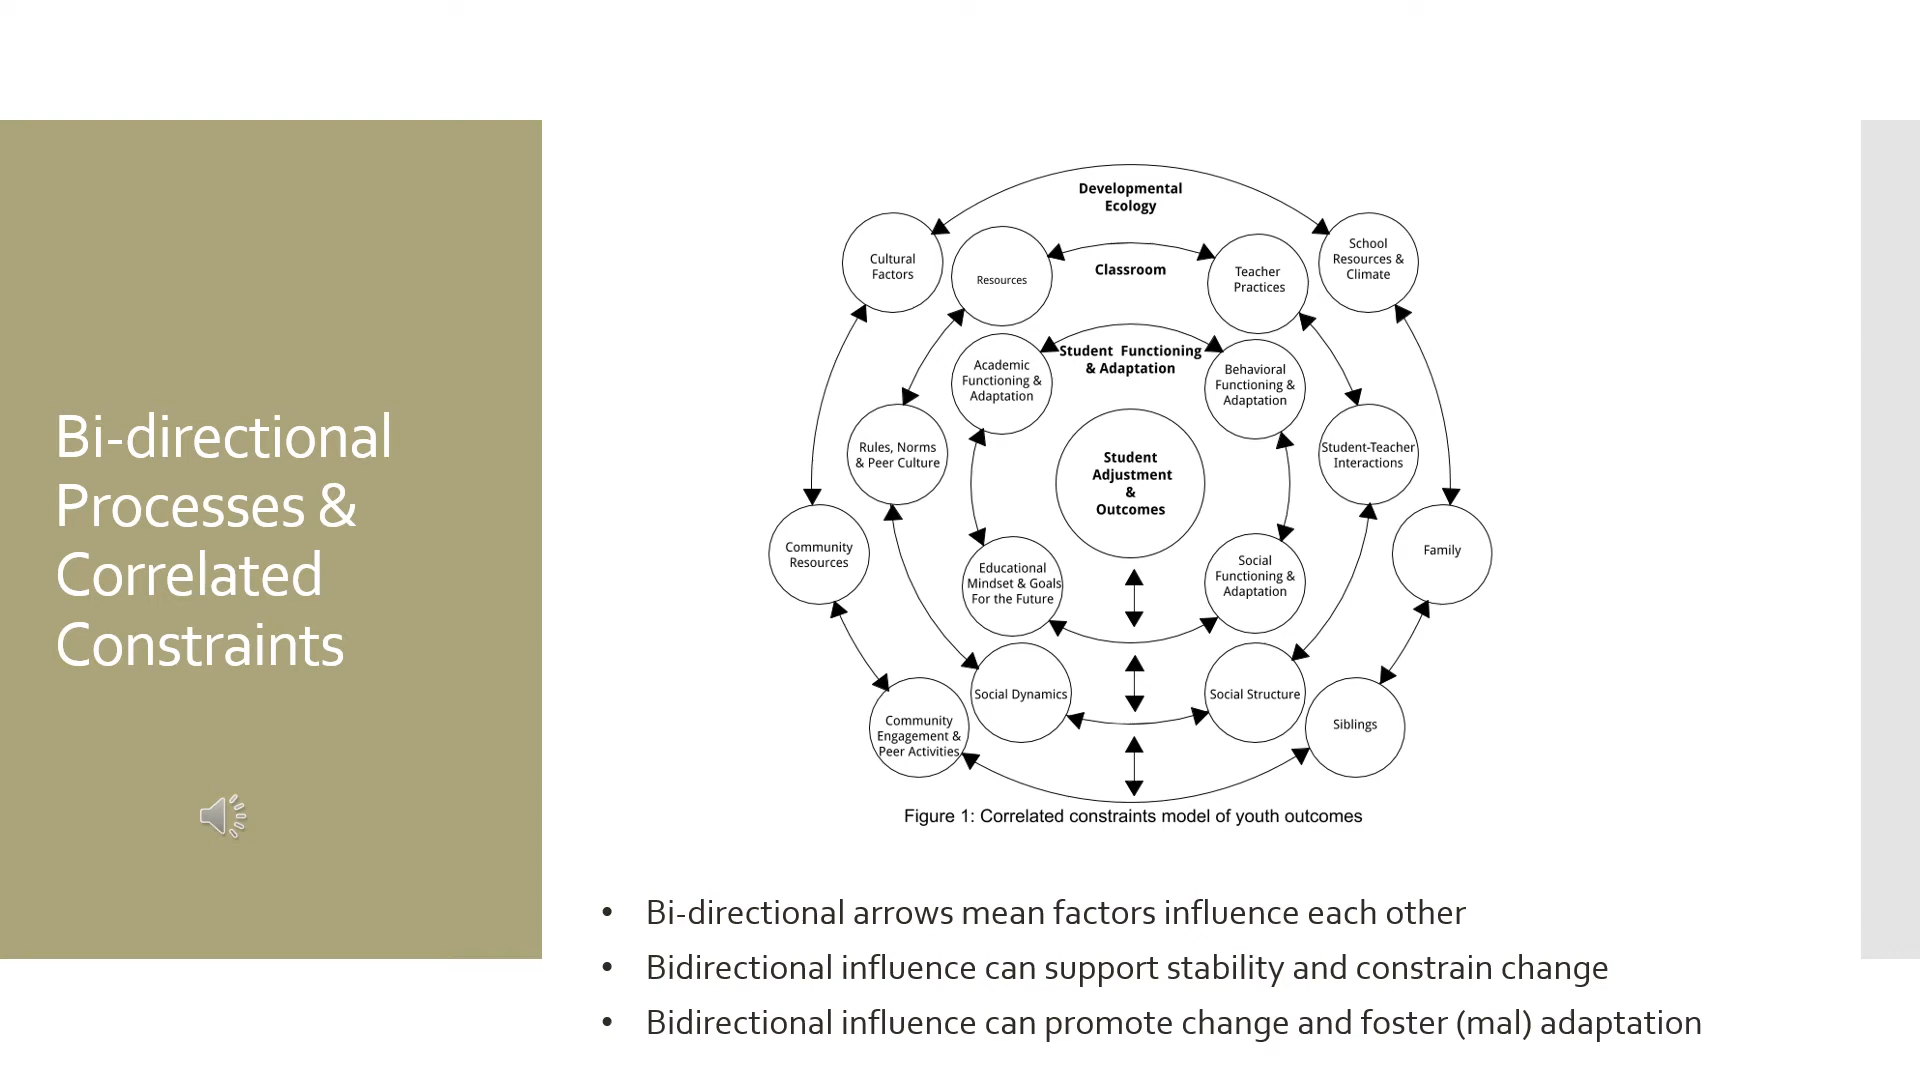 Bi-directional
Processes &
Correlated
Constraints
Developmental
Ecology
Cultural
Factors
School
Resources &
Climate
Resources
Classroom
Teacher
Practices
Student  Functioning
& Adaptation
Academic
Functioning &
Adaptation
Behavioral
Functioning &
Adaptation
Rules, Norms
& Peer Culture
Student
Adjustment
&
Outcomes
Student-Teacher
Interactions
Community
Resources
Educational
Mindset & Goals
For the Future
Social
Functioning &
Adaptation
Family
Social Dynamics
Social Structure
Community
Engagement &
Peer Activities
Siblings
Figure 1: Correlated constraints model of youth outcomes
• Bi-directional arrows mean factors influence each other
• Bidirectional influence can support stability and constrain change
• Bidirectional influence can promote change and foster (mal) adaptation